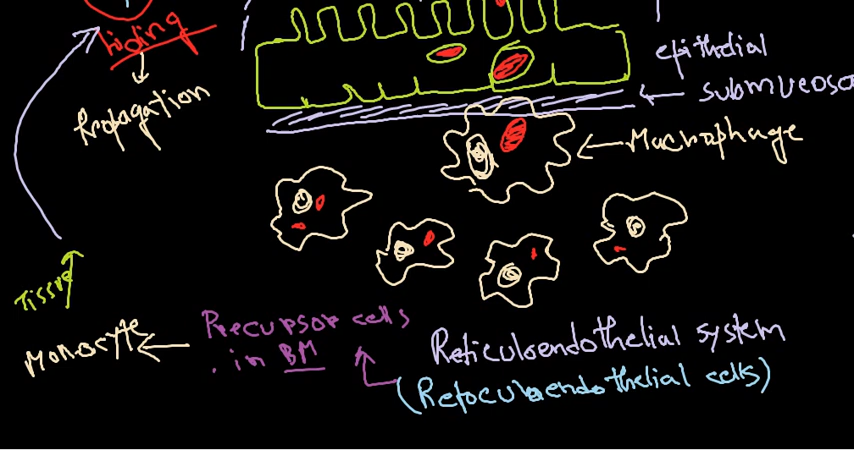 hiding
Propagation
epithelial
submucosa
Macrophage
Tissue
Monocyte
Precursor cells
. in BM
Reticuloendothelial system
(Retoculoendothelial cells)